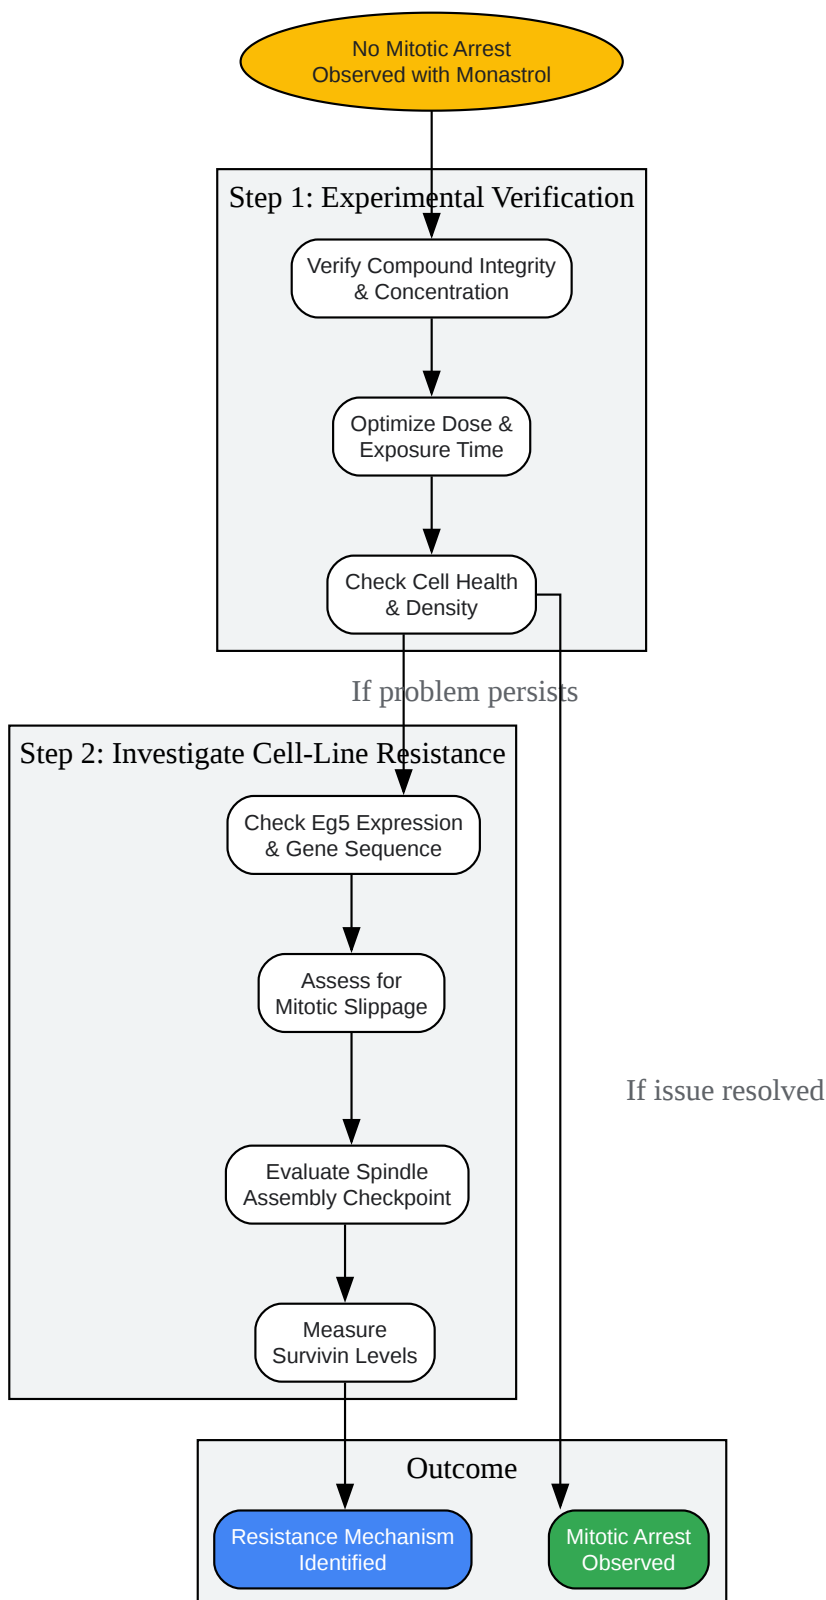 No Mitotic Arrest
Observed with Monastrol
Step 1: Experimental Verification
Verify Compound Integrity
& Concentration
Optimize Dose &
Exposure Time
Check Cell Health
& Density
If problem persists
Step 2: Investigate Cell-Line Resistance
Check Eg5 Expression
& Gene Sequence
Assess for
Mitotic Slippage
If issue resolved
Evaluate Spindle
Assembly Checkpoint
Measure
Survivin Levels
Outcome
Resistance Mechanism
Identified
Mitotic Arrest
Observed